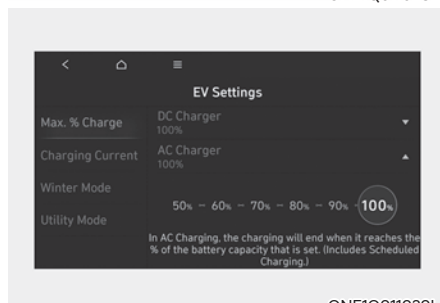 EV Settings
Max. % Charge
DC Charger
100%
Charging Current
AC Charger
100%
Winter Mode
50% - 60% - 70% - 80% - 90% - 100%
Utility Mode
In AC Charging, the charging will end when it reaches the
% of the battery capacity that is set. (Includes Scheduled
Charging.)